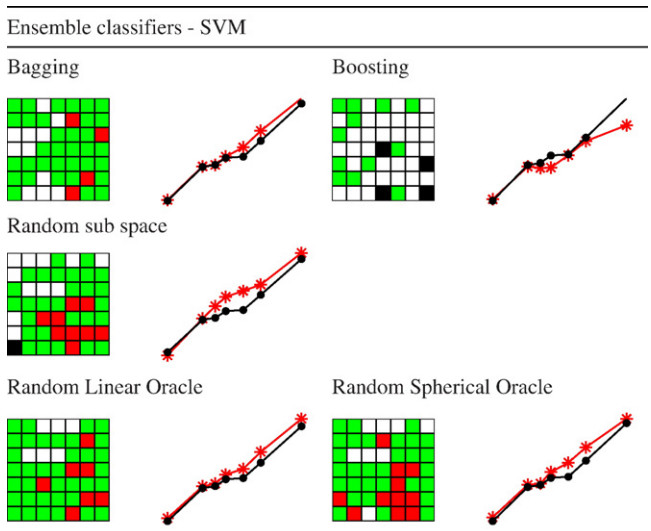 Ensemble classifiers - SVM
Bagging
Boosting
Random sub space
Random Linear Oracle
Random Spherical Oracle